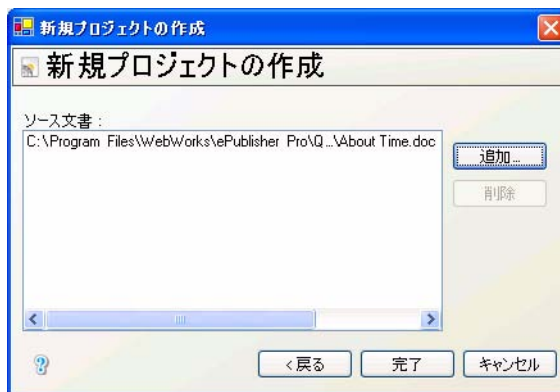 新規プロジェクトの作成
新規プロジェクトの作成
ソース文書 :
C:\Program Files\WebWorks\ePublisher Pro\Q...\About Time.doc
追加...
削除
?
<戻る
完了
キャンセル